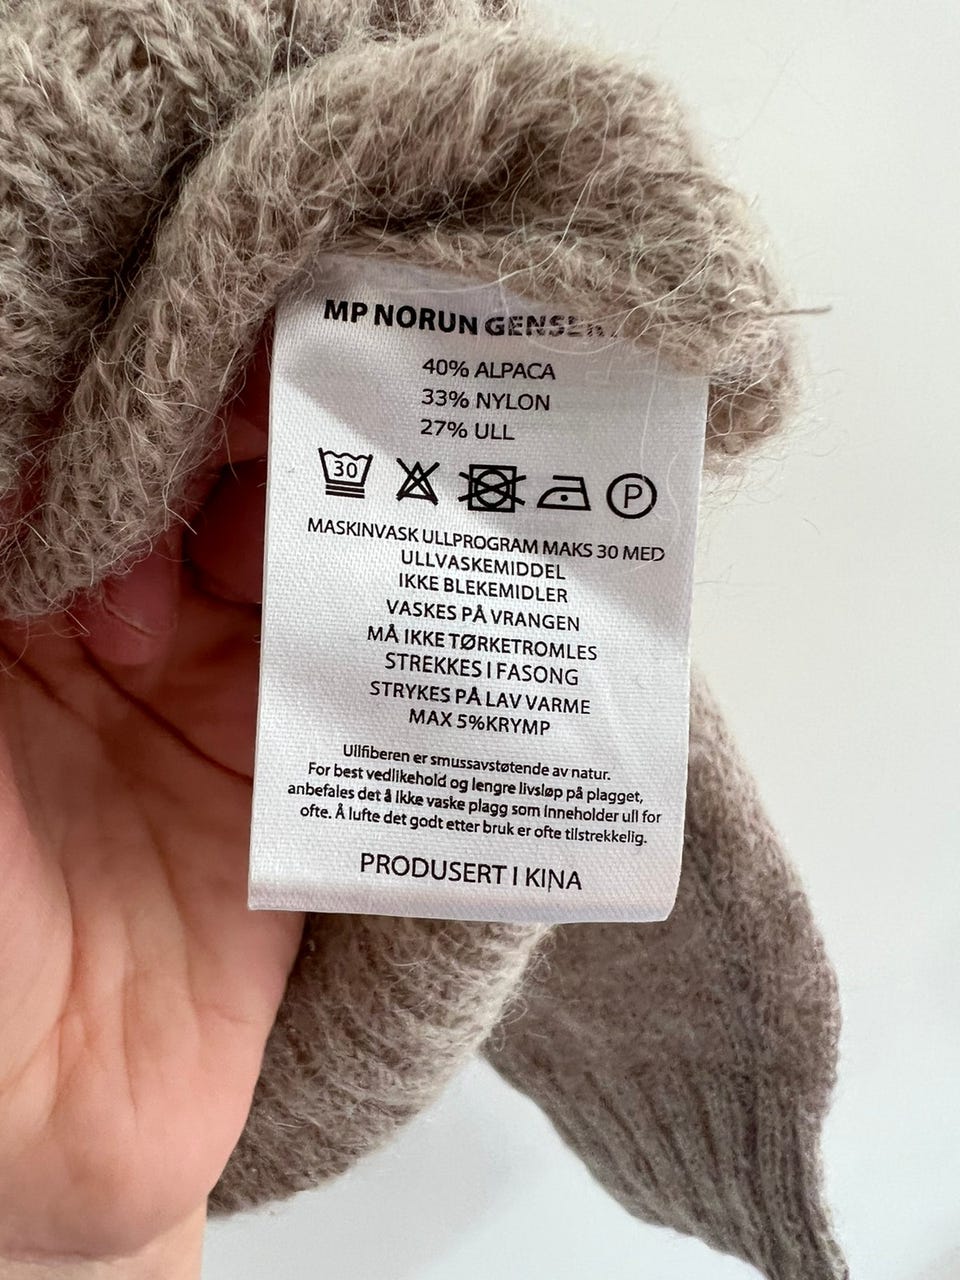 MP NORUN GENSER
40% ALPACA
33% NYLON
27% ULL
30
P
MASKINVASK ULLPROGRAM MAKS 30 MED
ULLVASKEMIDDEL
IKKE BLEKEMIDLER
VASKES PÅ VRANGEN
MÅ IKKE TØRKETROMLES
STREKKES I FASONG
STRYKES PÅ LAV VARME
MAX 5%KRYMP
Ullfiberen er smussavstøtende av natur.
For best vedlikehold og lengre livsløp på plagget,
anbefales det å ikke vaske plagg som inneholder ull for
ofte. Å lufte det godt etter bruk er ofte tilstrekkelig.
PRODUSERT I KINA